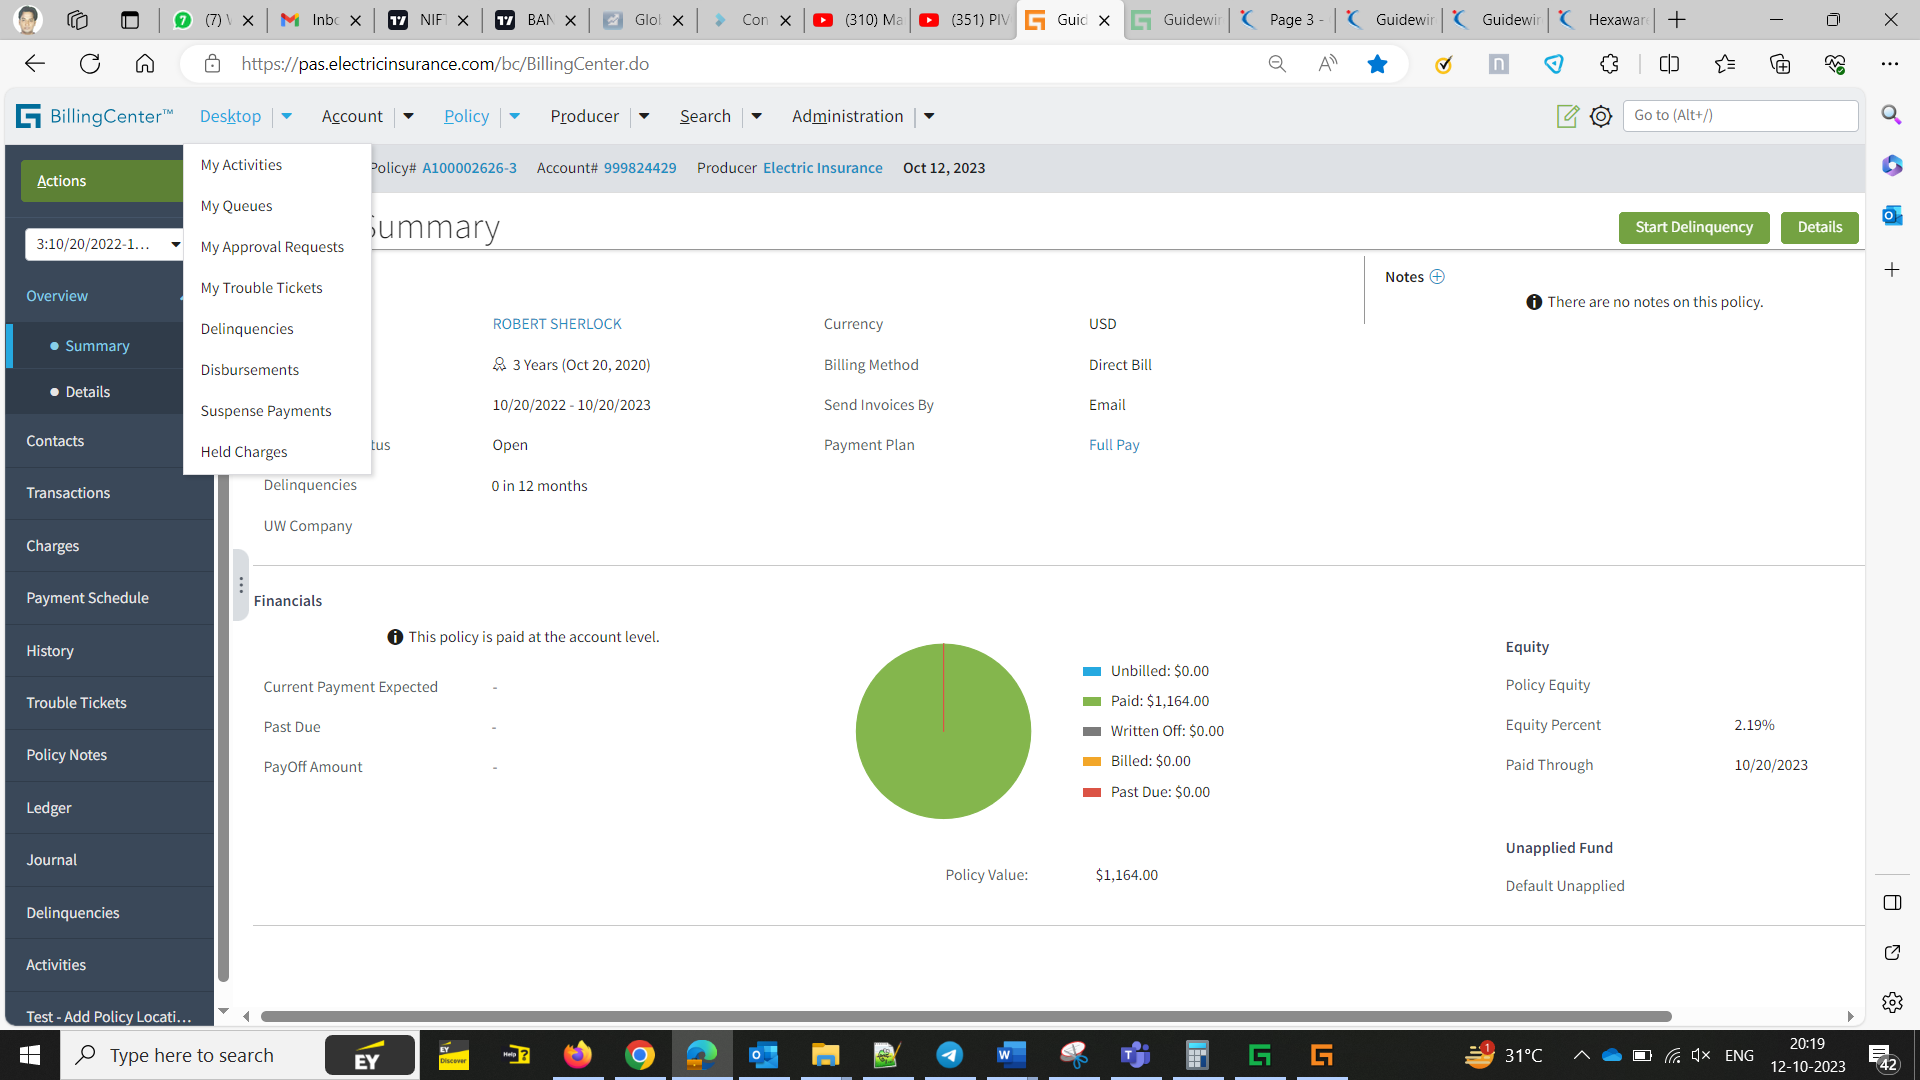 (7) W
Inbo
NIFT
BAN
Glob
Con
(310) Ma
(351) PIV
Guid
Guidewir
Page 3 -
Guidewir
Guidewir
Hexawar
https://pas.electricinsurance.com/bc/BillingCenter.do
BillingCenter™
Desktop
Account
Policy
Producer
Search
Administration
Go to (Alt+/)
Actions
My Activities
Policy# A100002626-3 Account# 999824429 Producer Electric Insurance Oct 12, 2023
My Queues
Summary
Start Delinquency
Details
3:10/20/2022-1...
My Approval Requests
Notes
Overview
My Trouble Tickets
There are no notes on this policy.
Summary
Delinquencies
ROBERT SHERLOCK
Currency
USD
Disbursements
3 Years (Oct 20, 2020)
Billing Method
Direct Bill
Details
Suspense Payments
10/20/2022 - 10/20/2023
Send Invoices By
Email
Contacts
Held Charges
tus
Open
Payment Plan
Full Pay
Delinquencies
0 in 12 months
Transactions
UW Company
Charges
Payment Schedule
Financials
This policy is paid at the account level.
History
Equity
Unbilled: $0.00
Policy Equity
Current Payment Expected
-
Paid: $1,164.00
Trouble Tickets
Past Due
-
Written Off: $0.00
Equity Percent
2.19%
Policy Notes
PayOff Amount
-
Billed: $0.00
Paid Through
10/20/2023
Past Due: $0.00
Ledger
Unapplied Fund
Journal
Policy Value:
$1,164.00
Default Unapplied
Delinquencies
Activities
Test - Add Policy Locati...
Type here to search
EY
EY
Discover
Help
?
1
31°C
ENG
20:19
12-10-2023
42